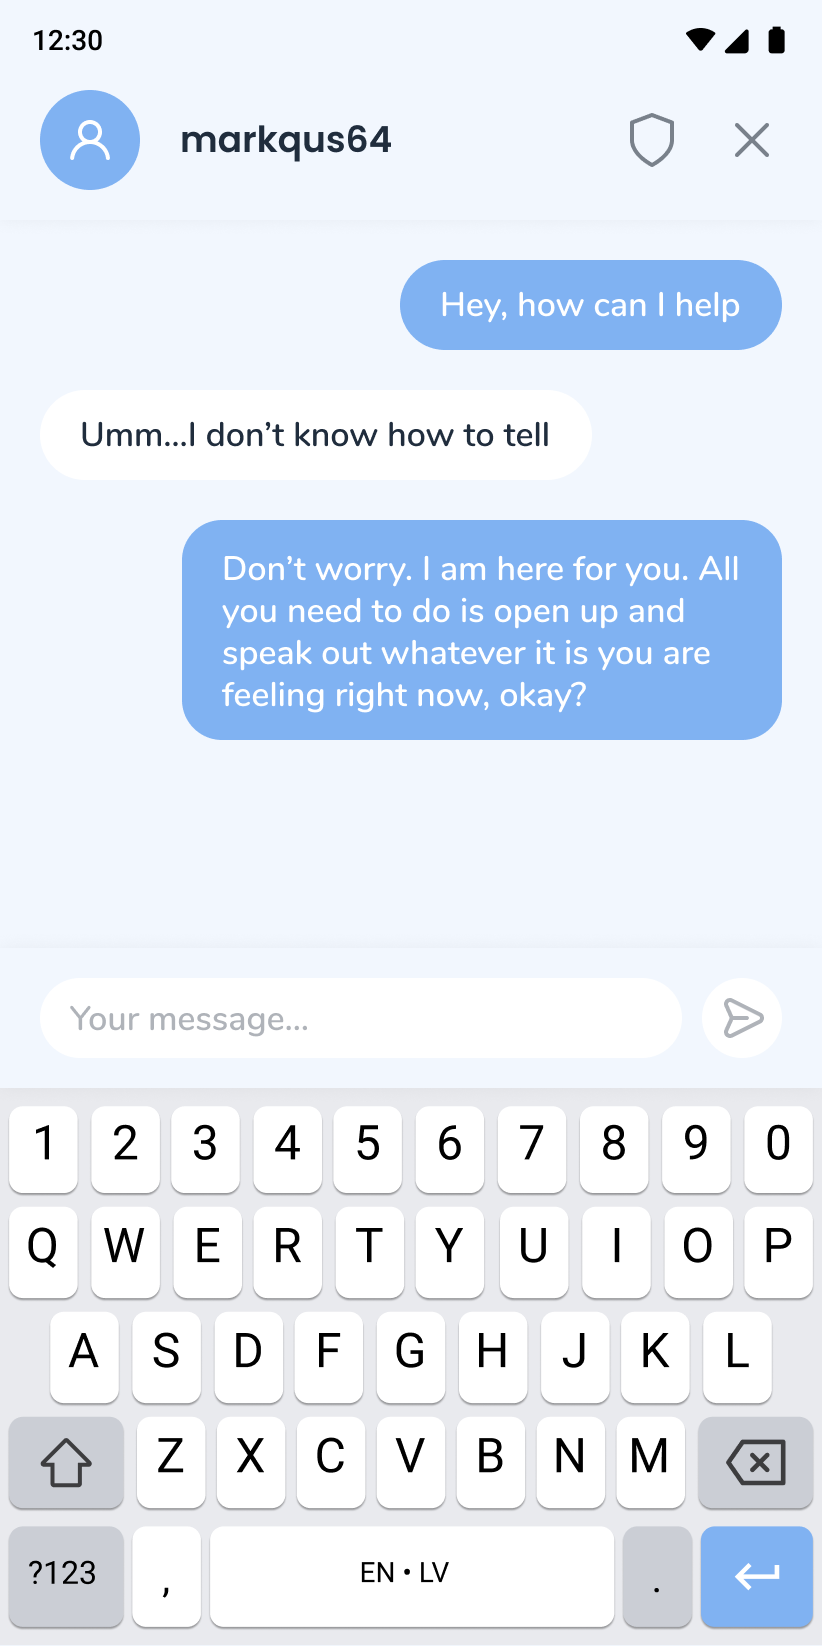 12:30
markqus64
Hey, how can I help
Umm...I don’t know how to tell
Don’t worry. I am here for you. All
you need to do is open up and
speak out whatever it is you are
feeling right now, okay?
Your message...
1 2 3 4 5 6 7 8 9 0
Q W E R T Y U I O P
A S D F G H J K L
Z X C V B N M
?123 , EN • LV .